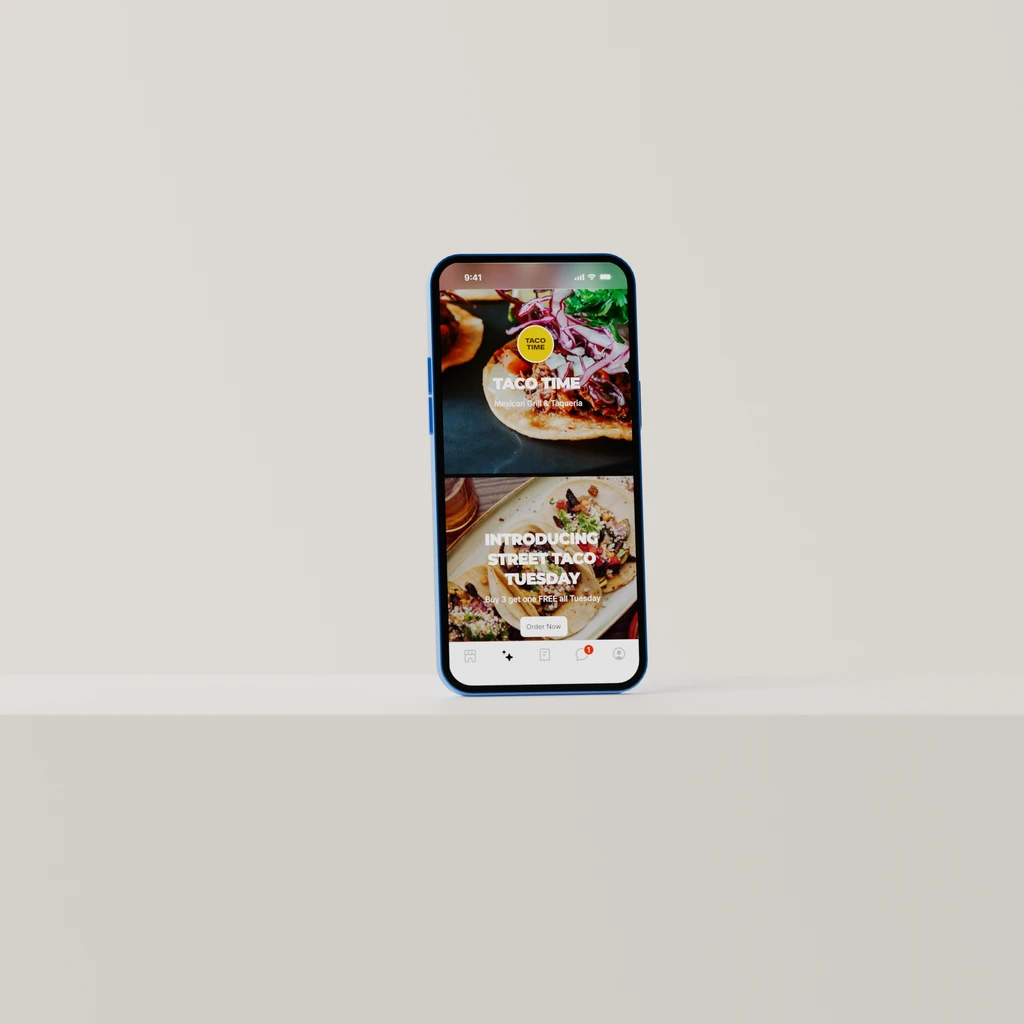 9:41
TACO
TIME
TACO TIME
Mexican Grill & Taqueria
INTRODUCING
STREET TACO
TUESDAY
Buy 3 get one FREE all Tuesday
Order Now
1